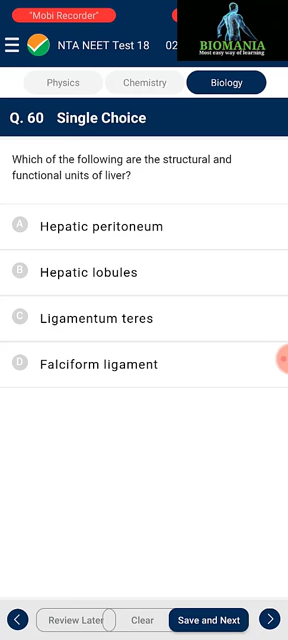 "Mobi Recorder"
NTA NEET Test 18
02
BIOMANIA
Most easy way of learning
Physics
Chemistry
Biology
Q. 60 Single Choice
Which of the following are the structural and
functional units of liver?
A Hepatic peritoneum
B Hepatic lobules
C Ligamentum teres
D Falciform ligament
Review Later
Clear
Save and Next